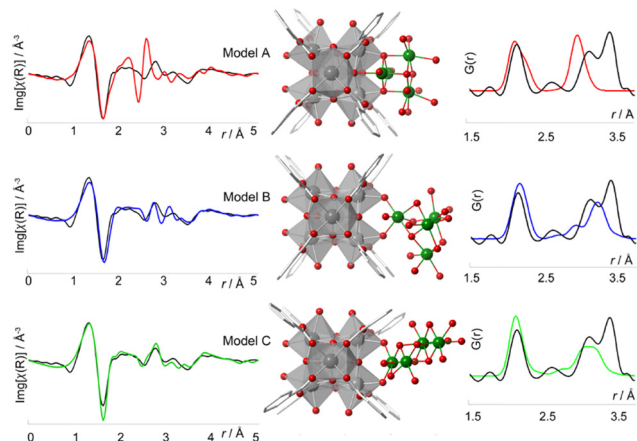 Img[χ(R)] / Å⁻³
0 1 2 3 4 5
r / Å
Model A
G(r)
1.5 2.5 3.5
r / Å
Img[χ(R)] / Å⁻³
0 1 2 3 4 5
r / Å
Model B
G(r)
1.5 2.5 3.5
r / Å
Img[χ(R)] / Å⁻³
0 1 2 3 4 5
r / Å
Model C
G(r)
1.5 2.5 3.5
r / Å